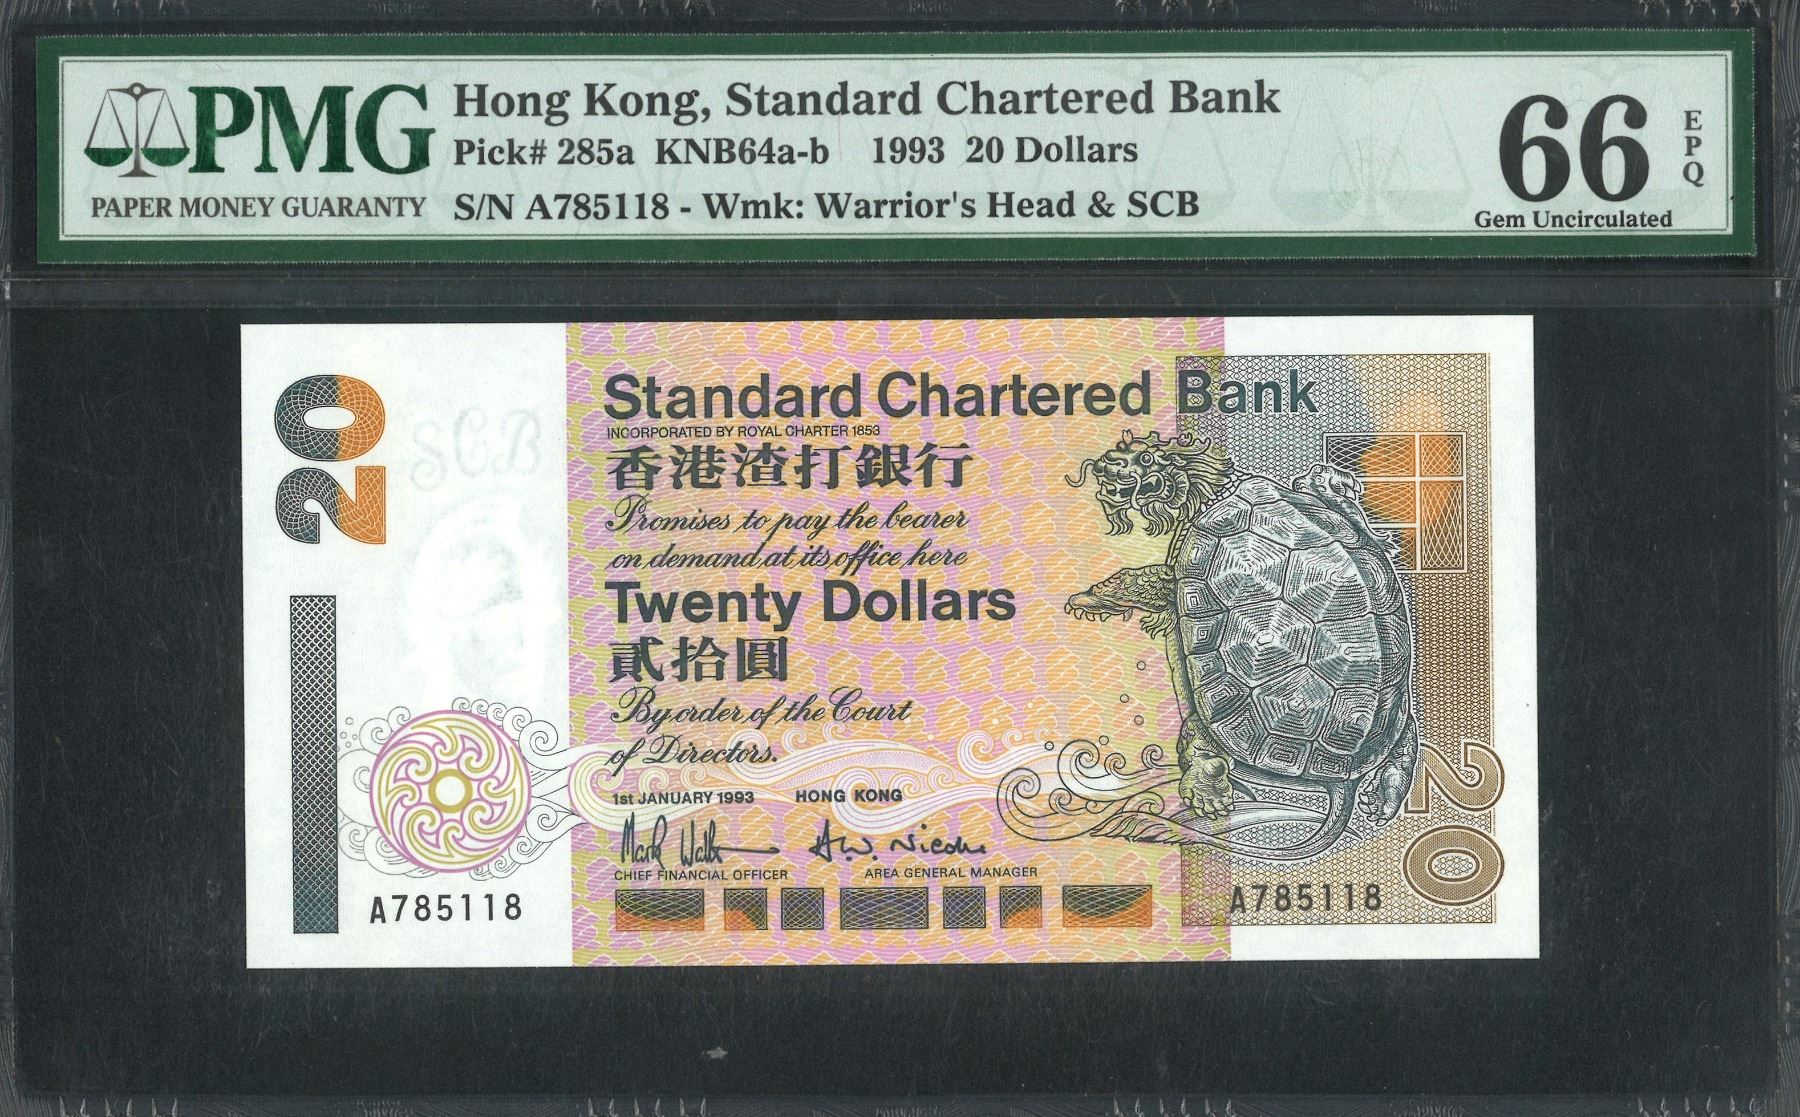 PMG
PAPER MONEY GUARANTY
Hong Kong, Standard Chartered Bank
Pick# 285a KNB64a-b 1993 20 Dollars
S/N A785118 - Wmk: Warrior's Head & SCB
66
EPQ
Gem Uncirculated
20
SCB
Standard Chartered Bank
INCORPORATED BY ROYAL CHARTER 1853
香港渣打銀行
Promises to pay the bearer
on demand at its office here
Twenty Dollars
貳拾圓
By order of the Court
of Directors.
1st JANUARY 1993 HONG KONG
CHIEF FINANCIAL OFFICER AREA GENERAL MANAGER
A785118
A785118
20